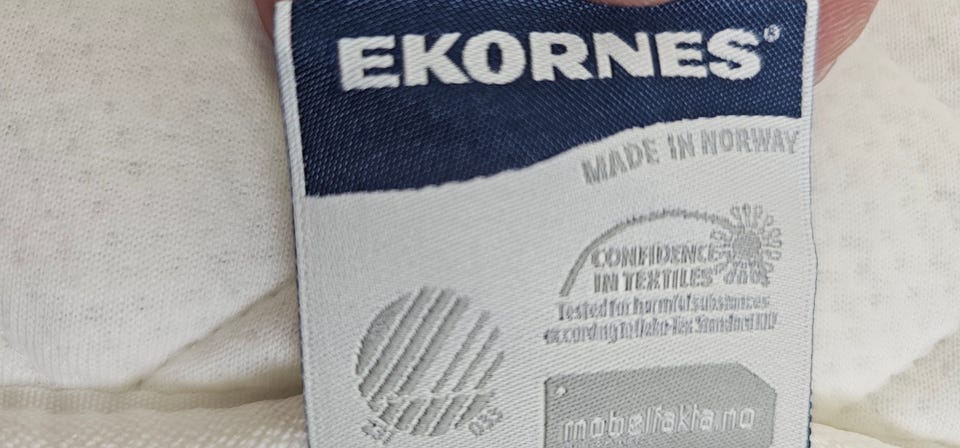 EKORNES®
MADE IN NORWAY
CONFIDENCE
IN TEXTILES
Tested for harmful substances
according to Oeko-Tex Standard 100
møbelfakta.no